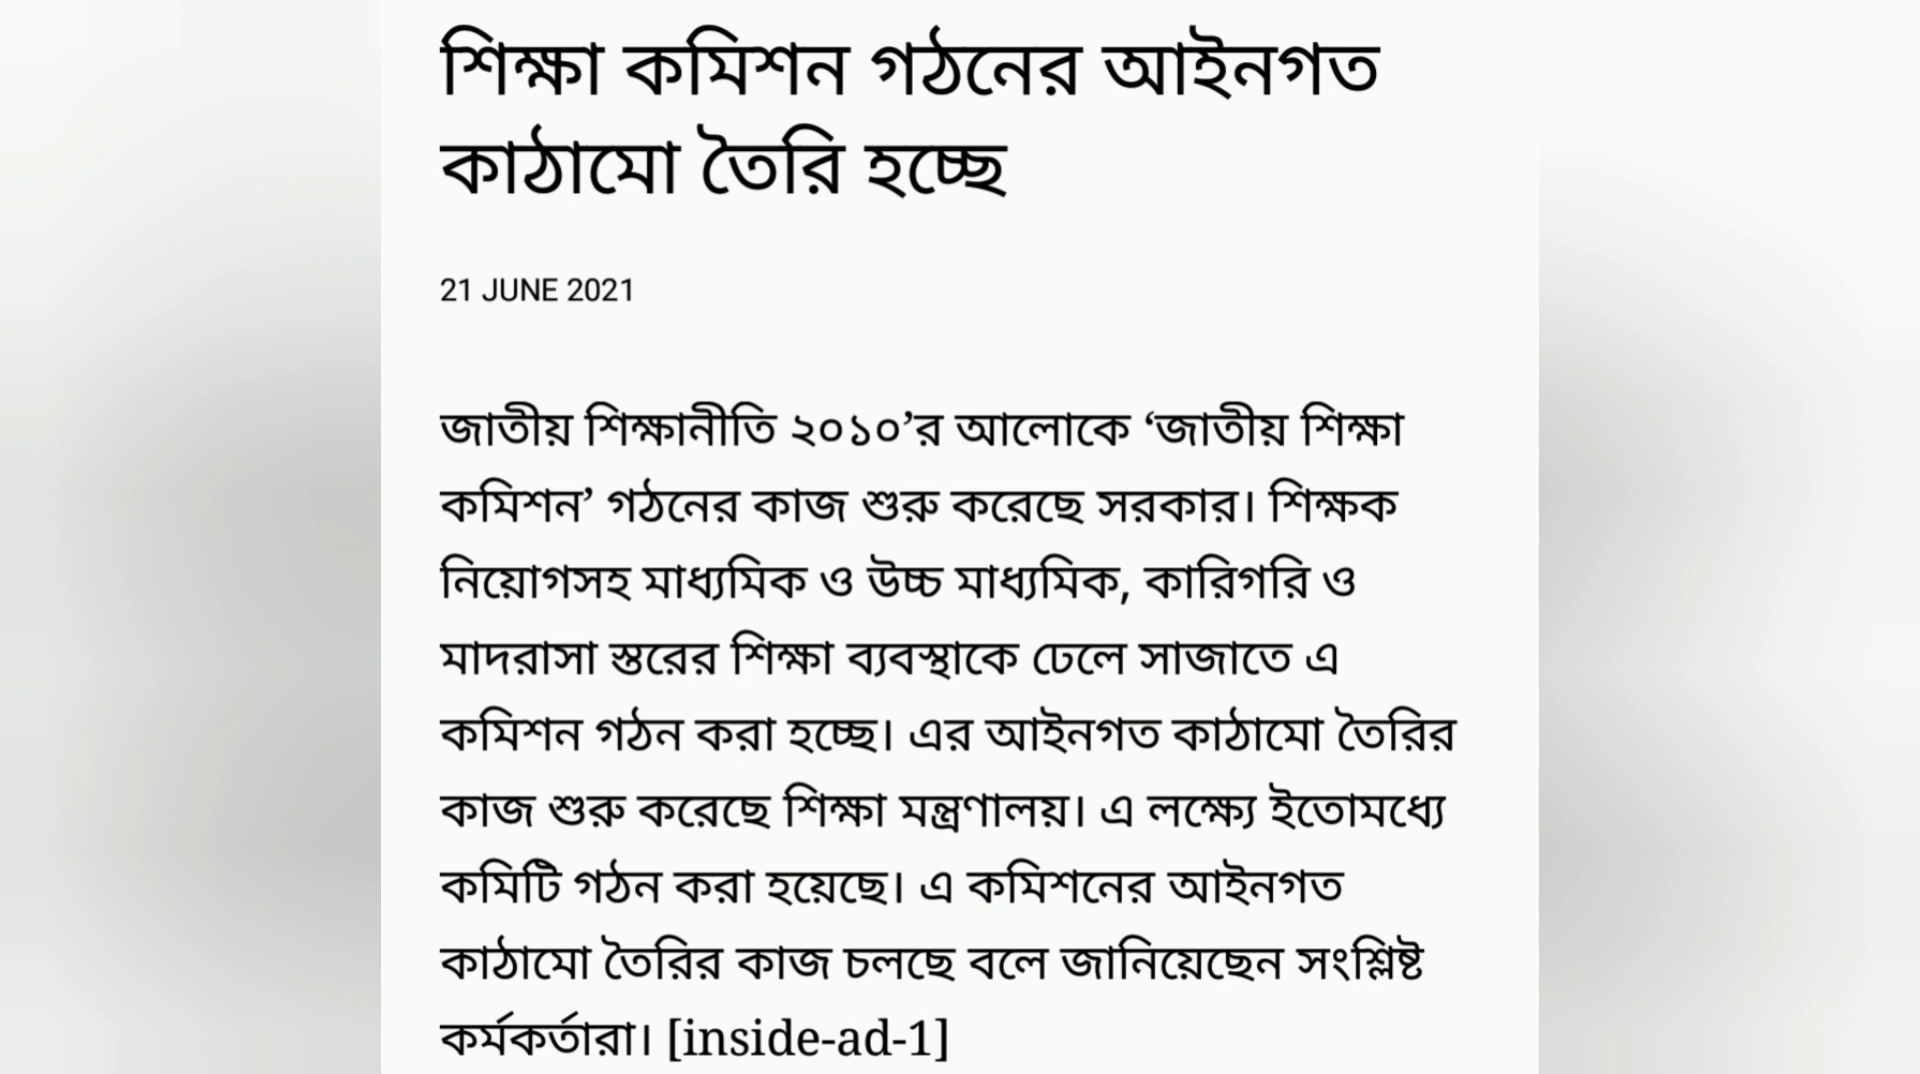 শিক্ষা কমিশন গঠনের আইনগত
কাঠামো তৈরি হচ্ছে
21 JUNE 2021
জাতীয় শিক্ষানীতি ২০১০’র আলোকে ‘জাতীয় শিক্ষা
কমিশন’ গঠনের কাজ শুরু করেছে সরকার। শিক্ষক
নিয়োগসহ মাধ্যমিক ও উচ্চ মাধ্যমিক, কারিগরি ও
মাদরাসা স্তরের শিক্ষা ব্যবস্থাকে ঢেলে সাজাতে এ
কমিশন গঠন করা হচ্ছে। এর আইনগত কাঠামো তৈরির
কাজ শুরু করেছে শিক্ষা মন্ত্রণালয়। এ লক্ষ্যে ইতোমধ্যে
কমিটি গঠন করা হয়েছে। এ কমিশনের আইনগত
কাঠামো তৈরির কাজ চলছে বলে জানিয়েছেন সংশ্লিষ্ট
কর্মকর্তারা। [inside-ad-1]